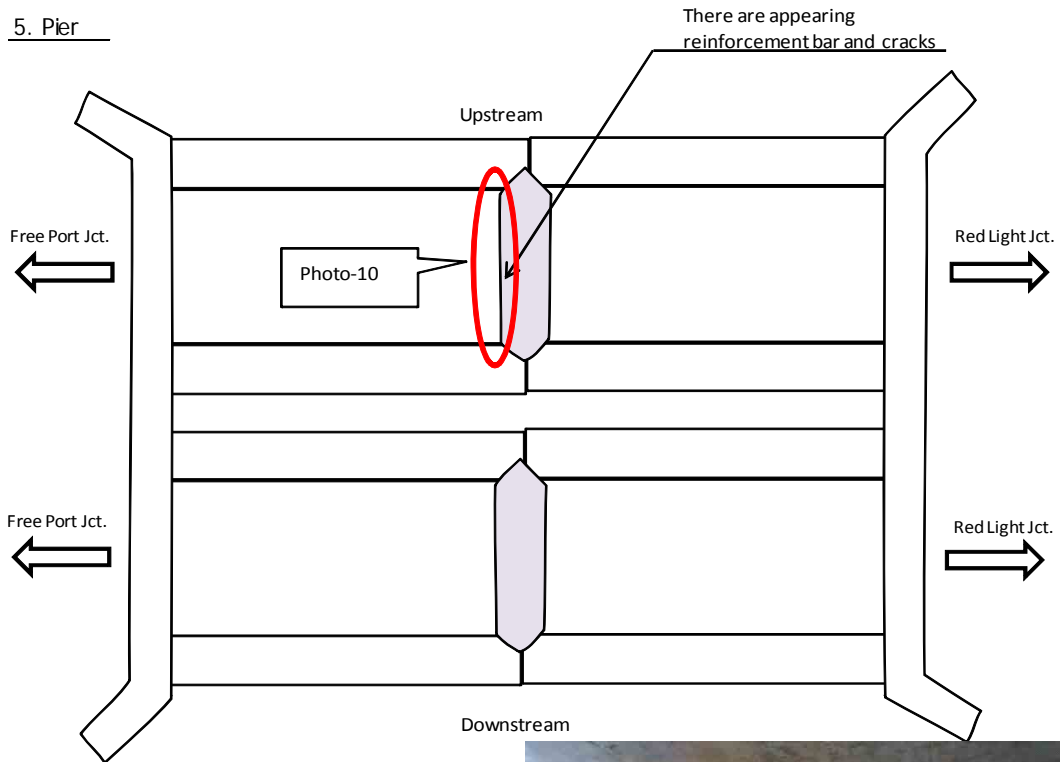 5. Pier
There are appearing
reinforcement bar and cracks
Upstream
Free Port Jct.
Red Light Jct.
Photo-10
Free Port Jct.
Red Light Jct.
Downstream